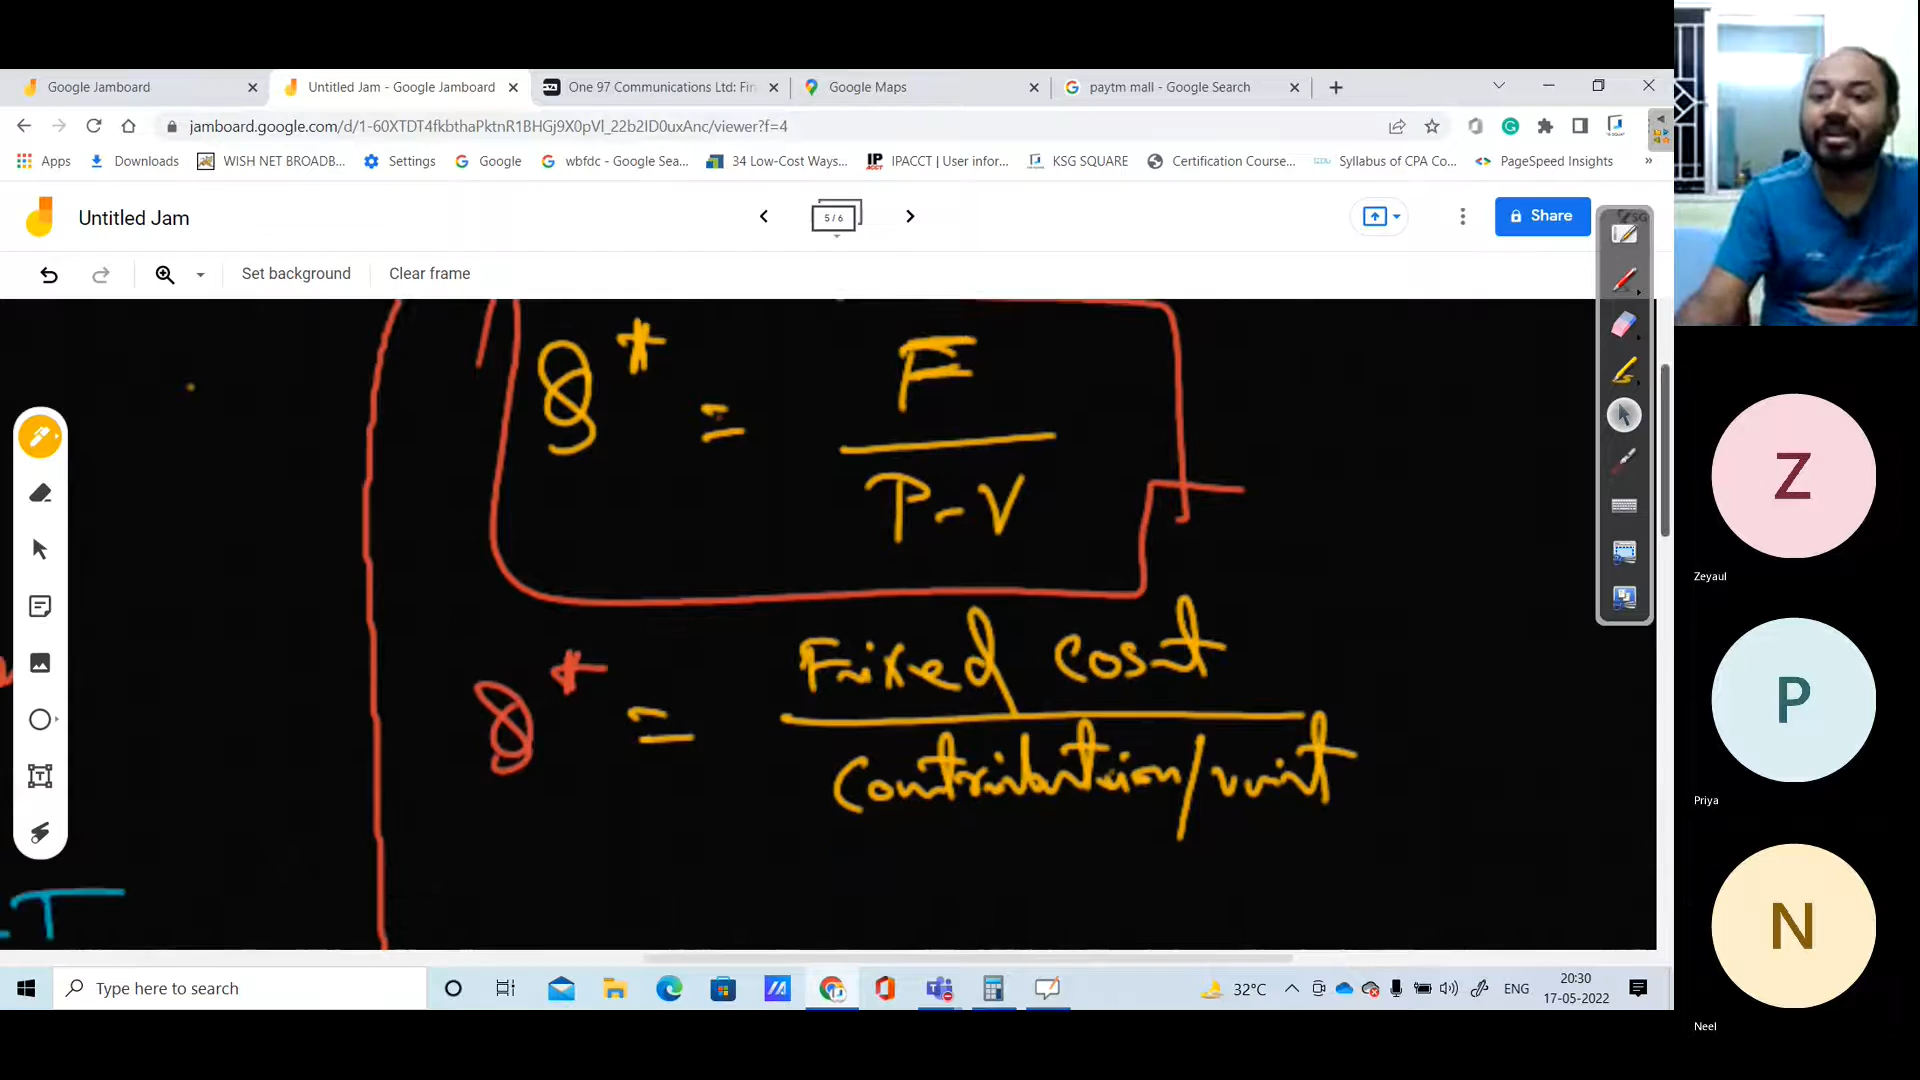 Google Jamboard
Untitled Jam - Google Jamboard
One 97 Communications Ltd: Fin
Google Maps
paytm mall - Google Search
jamboard.google.com/d/1-60XTDT4fkbthaPktnR1BHGj9X0pVl_22b2ID0uxAnc/viewer?f=4
Apps
Downloads
WISH NET BROADB...
Settings
Google
wbfdc - Google Sea...
34 Low-Cost Ways...
IP
IPACCT
IPACCT | User infor...
KSG SQUARE
Certification Course...
Syllabus of CPA Co...
PageSpeed Insights
»
Untitled Jam
5 / 6
Share
Set background
Clear frame
Q* = F
P - V
Q* = Fixed cost
Contribution/unit
T
Z
Zeyaul
P
Priya
N
Neel
Type here to search
32°C
ENG
20:30
17-05-2022